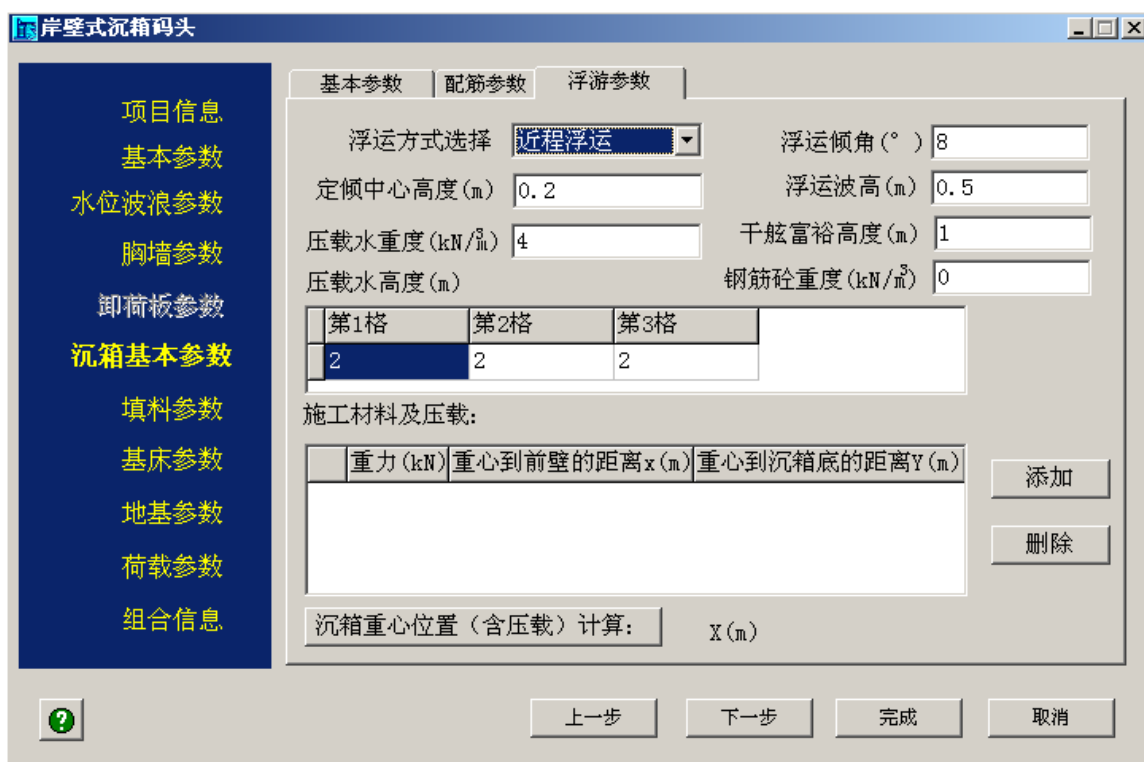 岸壁式沉箱码头
项目信息
基本参数
水位波浪参数
胸墙参数
卸荷板参数
沉箱基本参数
填料参数
基床参数
地基参数
荷载参数
组合信息
基本参数 配筋参数 浮游参数
浮运方式选择 近程浮运 浮运倾角(°) 8
定倾中心高度(m) 0.2 浮运波高(m) 0.5
压载水重度(kN/m³) 4 干舷富裕高度(m) 1
压载水高度(m) 钢筋砼重度(kN/m³) 0
第1格 第2格 第3格
2 2 2
施工材料及压载:
重力(kN) 重心到前壁的距离x(m) 重心到沉箱底的距离Y(m)
添加
删除
沉箱重心位置（含压载）计算: X(m)
上一步 下一步 完成 取消